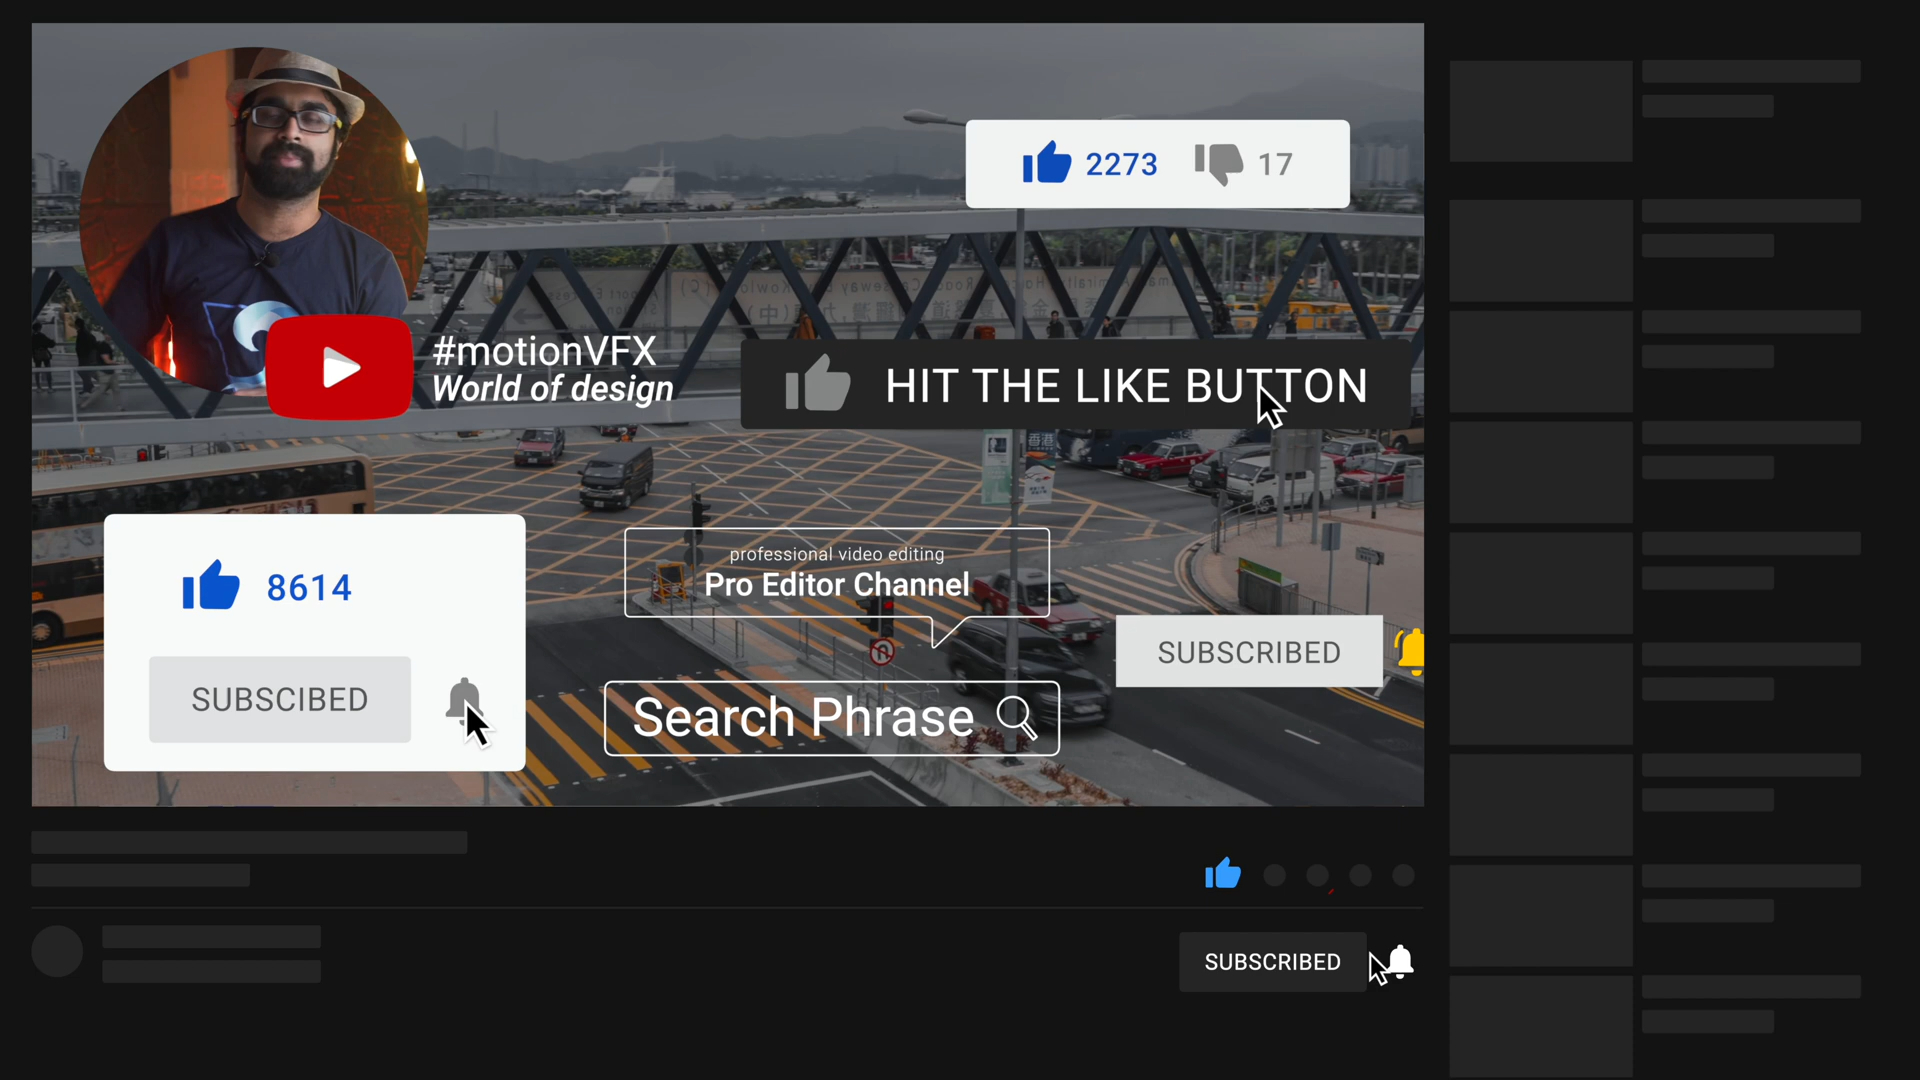 2273
17
#motionVFX
World of design
HIT THE LIKE BUTTON
8614
SUBSCIBED
professional video editing
Pro Editor Channel
Search Phrase
SUBSCRIBED
SUBSCRIBED